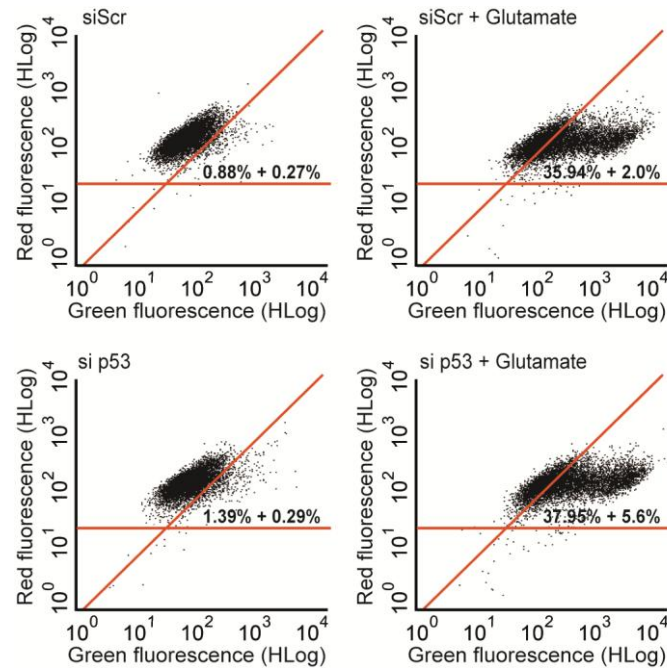 siScr
siScr + Glutamate
Red fluorescence (HLog)
10^4
10^3
10^2
10^1
10^0
0.88% + 0.27%
10^0 10^1 10^2 10^3 10^4
Green fluorescence (HLog)
Red fluorescence (HLog)
10^4
10^3
10^2
10^1
10^0
35.94% + 2.0%
10^0 10^1 10^2 10^3 10^4
Green fluorescence (HLog)
si p53
si p53 + Glutamate
Red fluorescence (HLog)
10^4
10^3
10^2
10^1
10^0
1.39% + 0.29%
10^0 10^1 10^2 10^3 10^4
Green fluorescence (HLog)
Red fluorescence (HLog)
10^4
10^3
10^2
10^1
10^0
37.95% + 5.6%
10^0 10^1 10^2 10^3 10^4
Green fluorescence (HLog)